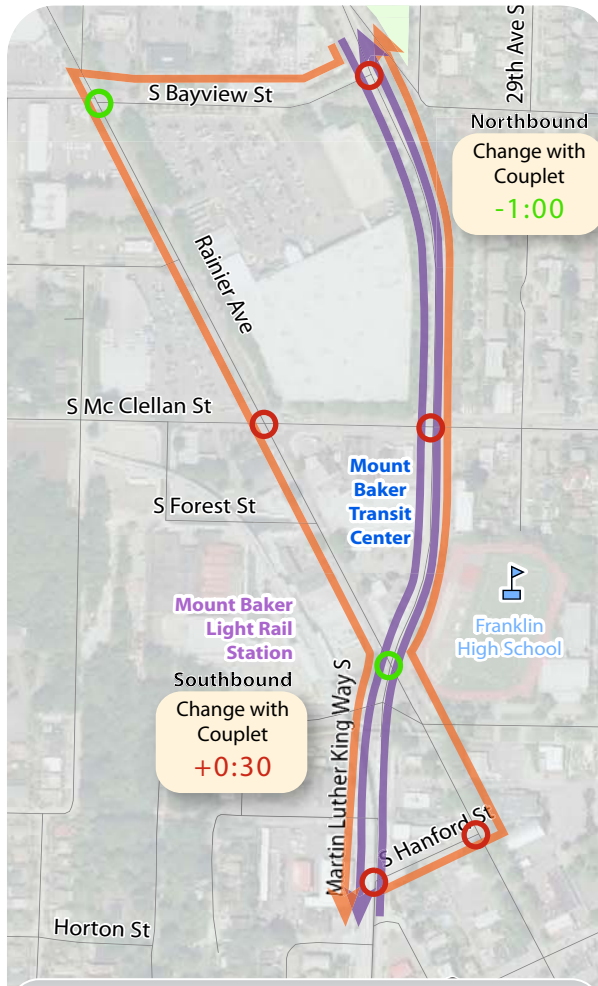 29th Ave S
S Bayview St
Northbound
Change with
Couplet
-1:00
Rainier Ave
S Mc Clellan St
Mount
Baker
Transit
Center
S Forest St
Mount Baker
Light Rail
Station
Franklin
High School
Southbound
Change with
Couplet
+0:30
Martin Luther King Way S
S Hanford St
Horton St